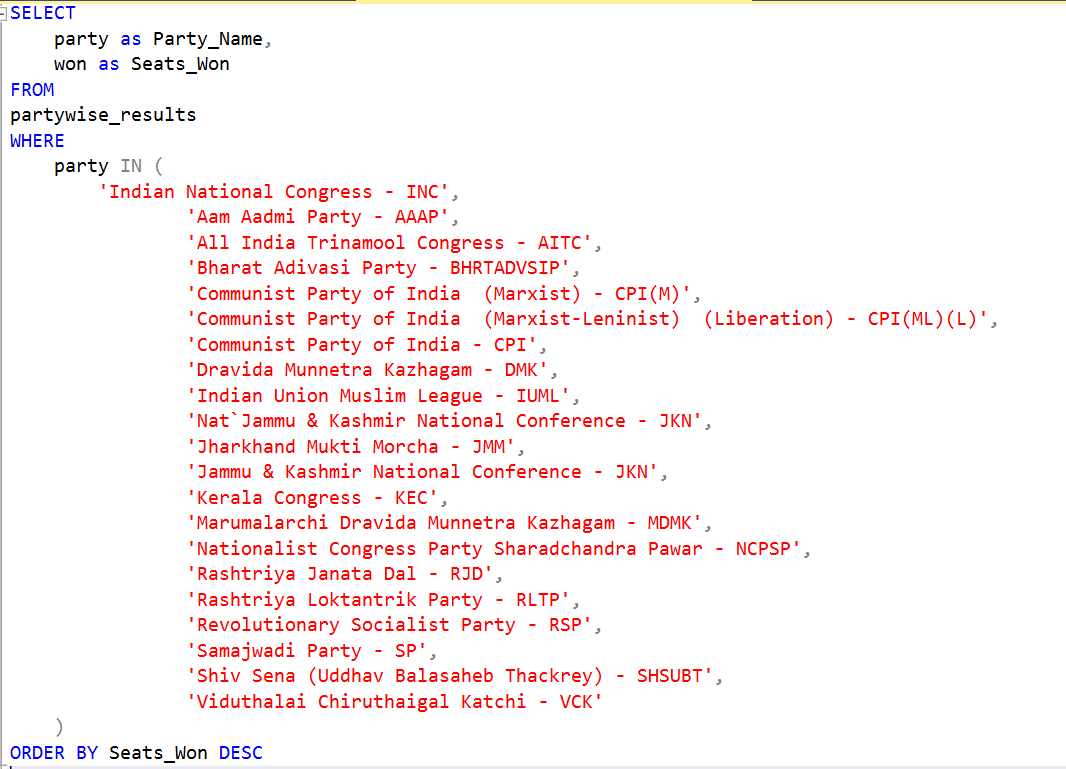 SELECT
    party as Party_Name,
    won as Seats_Won
FROM
partywise_results
WHERE
    party IN (
        'Indian National Congress - INC',
                'Aam Aadmi Party - AAAP',
                'All India Trinamool Congress - AITC',
                'Bharat Adivasi Party - BHRTADVSIP',
                'Communist Party of India  (Marxist) - CPI(M)',
                'Communist Party of India  (Marxist-Leninist)  (Liberation) - CPI(ML)(L)',
                'Communist Party of India - CPI',
                'Dravida Munnetra Kazhagam - DMK',
                'Indian Union Muslim League - IUML',
                'Nat`Jammu & Kashmir National Conference - JKN',
                'Jharkhand Mukti Morcha - JMM',
                'Jammu & Kashmir National Conference - JKN',
                'Kerala Congress - KEC',
                'Marumalarchi Dravida Munnetra Kazhagam - MDMK',
                'Nationalist Congress Party Sharadchandra Pawar - NCPSP',
                'Rashtriya Janata Dal - RJD',
                'Rashtriya Loktantrik Party - RLTP',
                'Revolutionary Socialist Party - RSP',
                'Samajwadi Party - SP',
                'Shiv Sena (Uddhav Balasaheb Thackrey) - SHSUBT',
                'Viduthalai Chiruthaigal Katchi - VCK'
    )
ORDER BY Seats_Won DESC